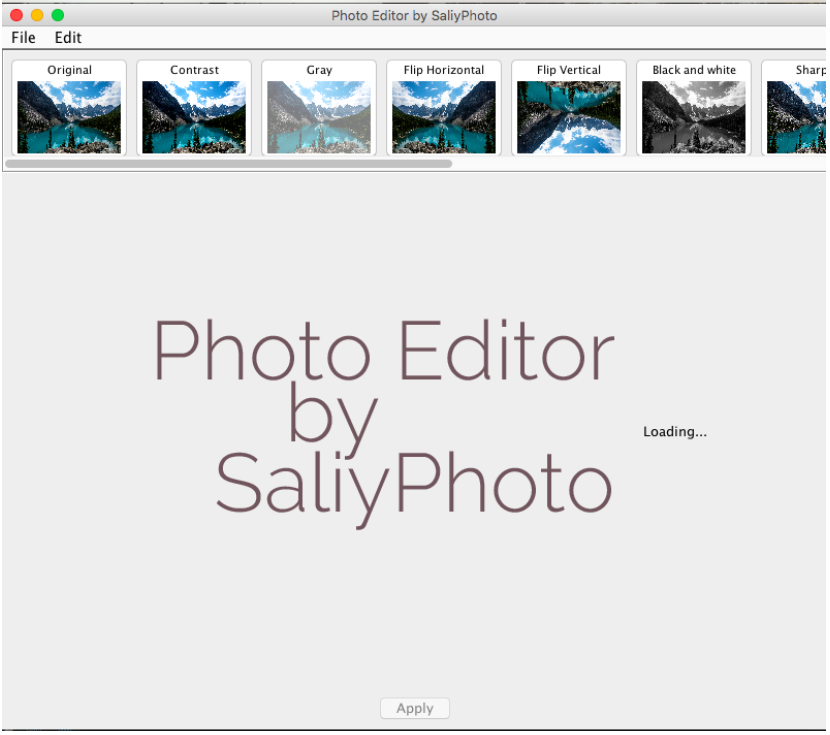 Photo Editor by SaliyPhoto
File Edit
Original Contrast Gray Flip Horizontal Flip Vertical Black and white Sharp
Photo Editor
by
SaliyPhoto
Loading...
Apply